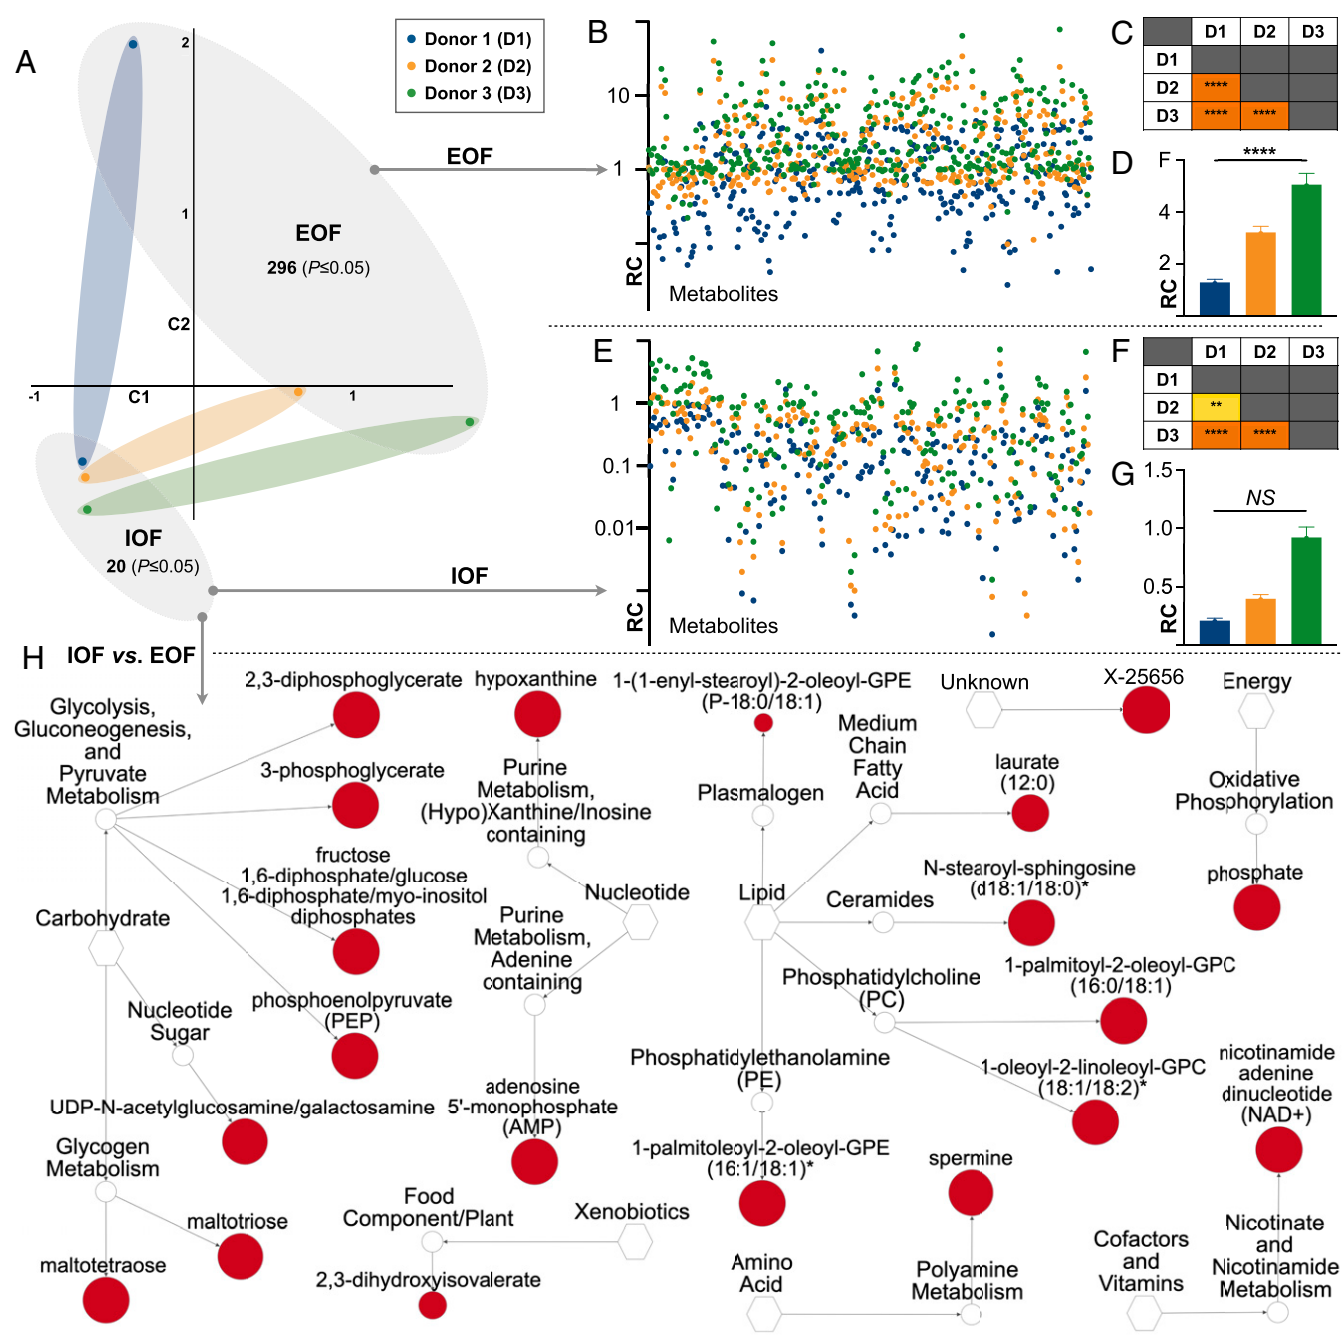 A
Donor 1 (D1)
Donor 2 (D2)
Donor 3 (D3)
2
1
C2
-1
C1
1
EOF
296 (P≤0.05)
IOF
20 (P≤0.05)
EOF
IOF
IOF vs. EOF
B
10
1
RC
Metabolites
C
D1 D2 D3
D1
D2 ****
D3 **** ****
D
F
4
2
RC
****
E
1
0.1
0.01
RC
Metabolites
F
D1 D2 D3
D1
D2 **
D3 **** ****
G
1.5
1.0
0.5
RC
NS
H
Glycolysis,
Gluconeogenesis,
and
Pyruvate
Metabolism
2,3-diphosphoglycerate
3-phosphoglycerate
fructose
1,6-diphosphate/glucose
1,6-diphosphate/myo-inositol
diphosphates
phosphoenolpyruvate
(PEP)
Carbohydrate
Nucleotide
Sugar
UDP-N-acetylglucosamine/galactosamine
Glycogen
Metabolism
maltotriose
maltotetraose
hypoxanthine
Purine
Metabolism,
(Hypo)Xanthine/Inosine
containing
Nucleotide
Purine
Metabolism,
Adenine
containing
adenosine
5'-monophosphate
(AMP)
Food
Component/Plant
Xenobiotics
2,3-dihydroxyisovalerate
1-(1-enyl-stearoyl)-2-oleoyl-GPE
(P-18:0/18:1)
Plasmalogen
Medium
Chain
Fatty
Acid
laurate
(12:0)
Lipid
Ceramides
N-stearoyl-sphingosine
(d18:1/18:0)*
Phosphatidylcholine
(PC)
1-palmitoyl-2-oleoyl-GPC
(16:0/18:1)
1-oleoyl-2-linoleoyl-GPC
(18:1/18:2)*
Phosphatidylethanolamine
(PE)
1-palmitoleoyl-2-oleoyl-GPE
(16:1/18:1)*
Unknown
X-25656
Energy
Oxidative
Phosphorylation
phosphate
Amino
Acid
Polyamine
Metabolism
spermine
Cofactors
and
Vitamins
Nicotinate
and
Nicotinamide
Metabolism
nicotinamide
adenine
dinucleotide
(NAD+)